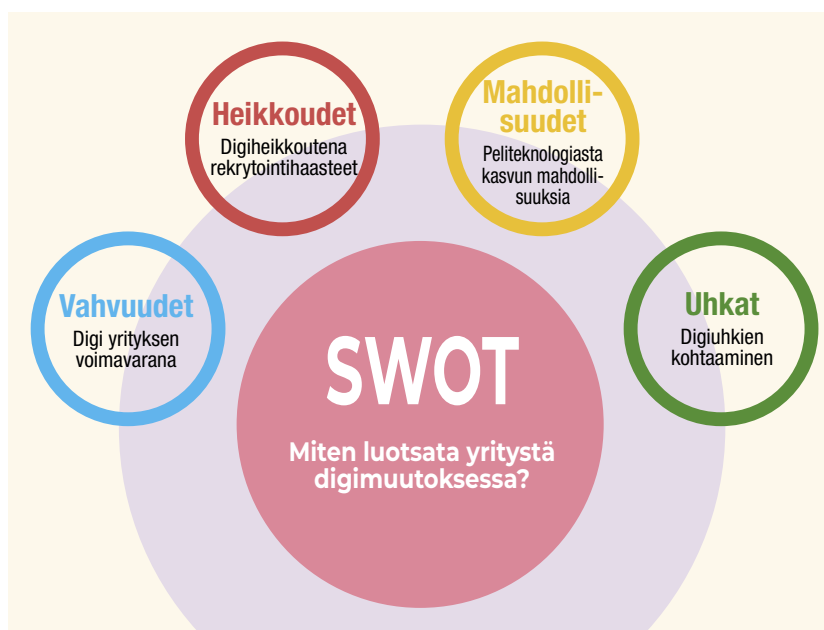 Heikkoudet
Digiheikkoutena
rekrytointihaasteet
Mahdolli-
suudet
Peliteknologiasta
kasvun mahdolli-
suuksia
Vahvuudet
Digi yrityksen
voimavarana
Uhkat
Digiuhkien
kohtaaminen
SWOT
Miten luotsata yritystä
digimuutoksessa?